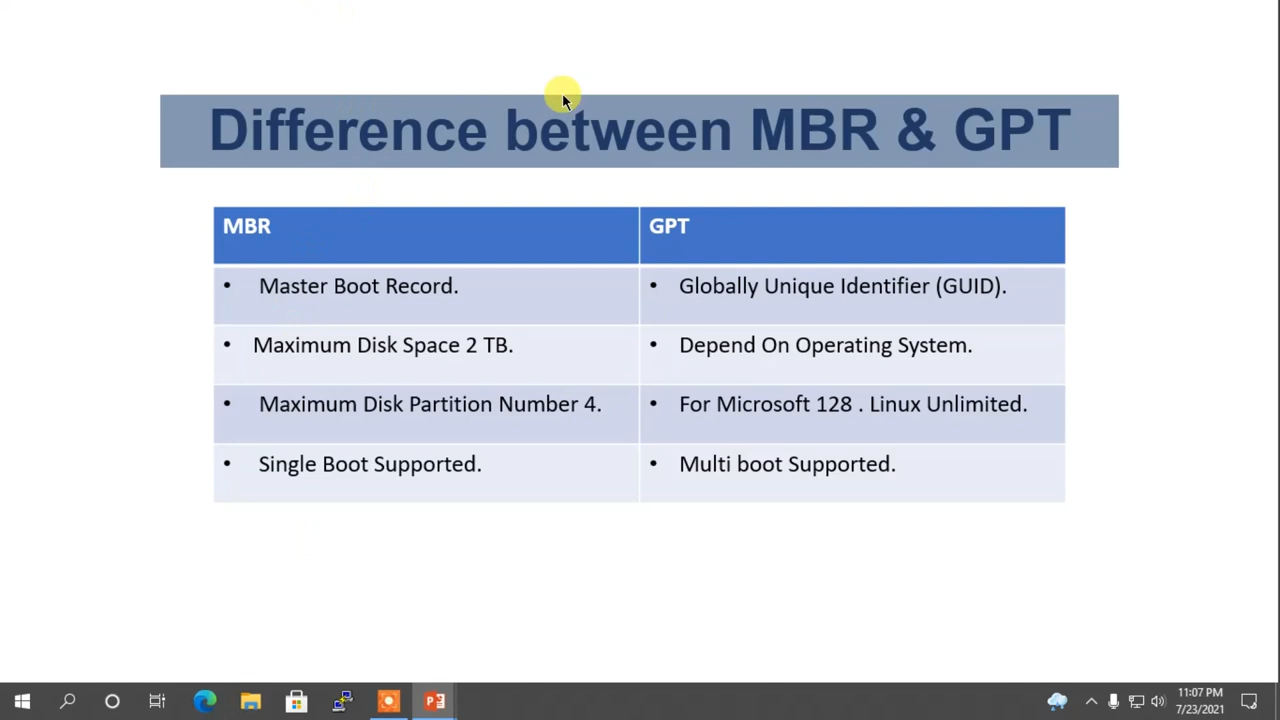 Difference between MBR & GPT
MBR
GPT
• Master Boot Record.
• Globally Unique Identifier (GUID).
• Maximum Disk Space 2 TB.
• Depend On Operating System.
• Maximum Disk Partition Number 4.
• For Microsoft 128 . Linux Unlimited.
• Single Boot Supported.
• Multi boot Supported.
11:07 PM
7/23/2021